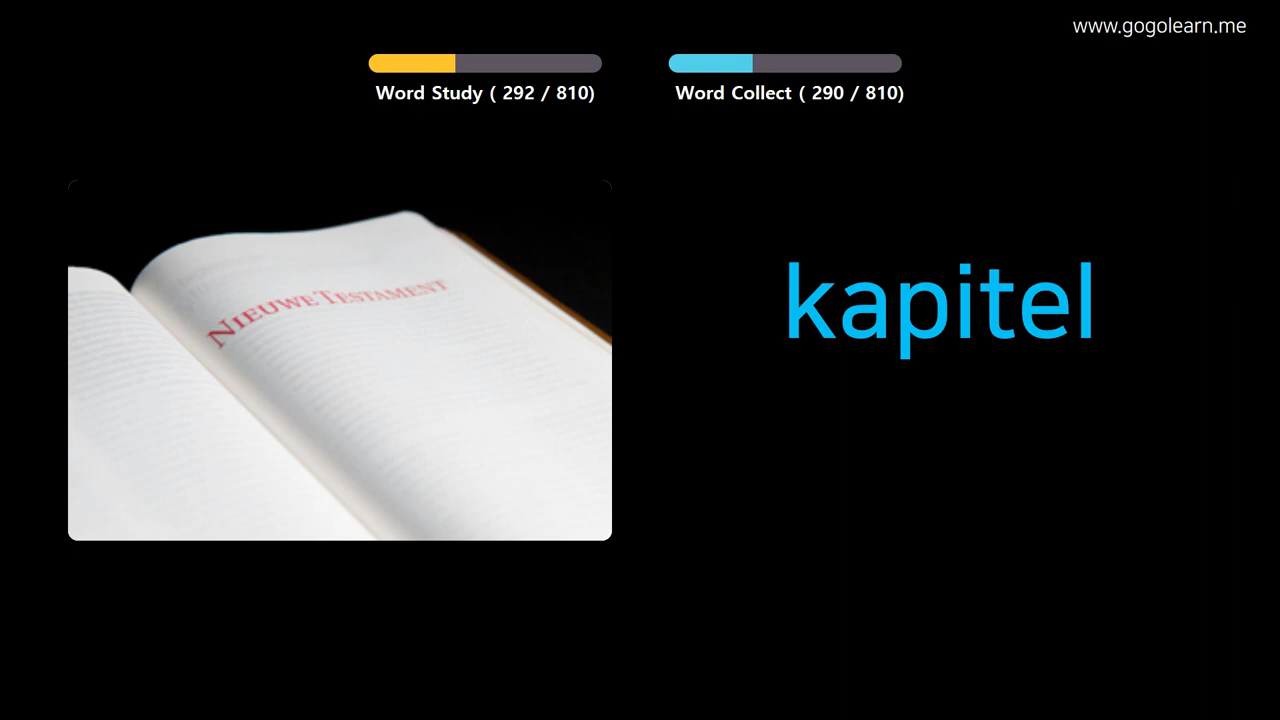 www.gogolearn.me
Word Study ( 292 / 810)
Word Collect ( 290 / 810)
NIEUWE TESTAMENT
kapitel